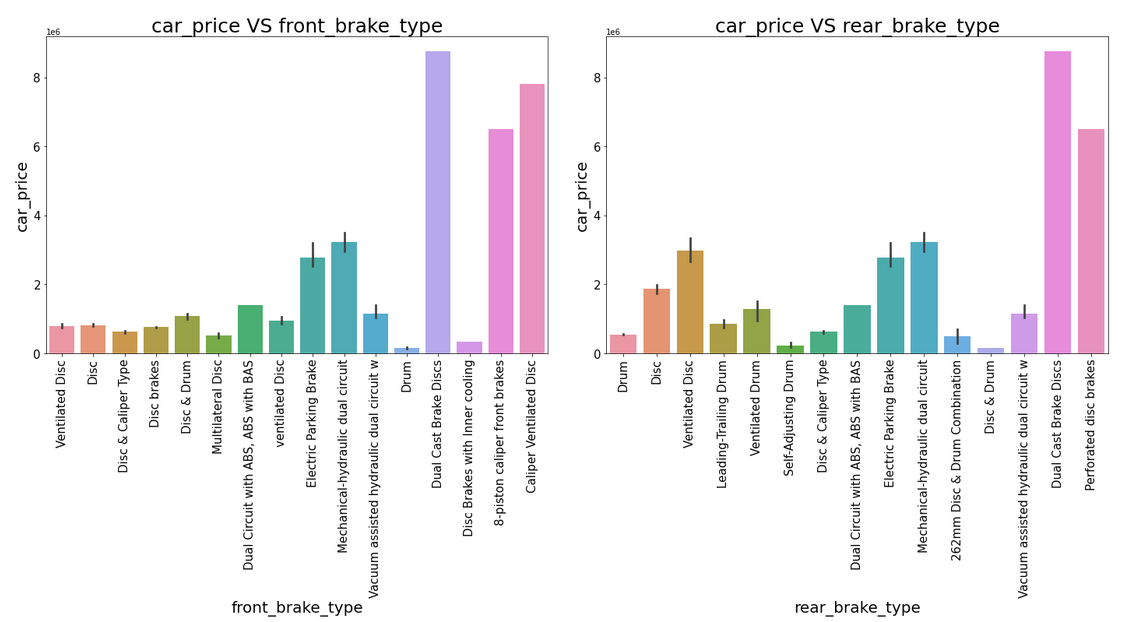 car_price VS front_brake_type
1e6
8
6
4
2
0
car_price
Ventilated Disc
Disc
Disc & Caliper Type
Disc brakes
Disc & Drum
Multilateral Disc
Dual Circuit with ABS, ABS with BAS
ventilated Disc
Electric Parking Brake
Mechanical-hydraulic dual circuit
Vacuum assisted hydraulic dual circuit w
Drum
Dual Cast Brake Discs
Disc Brakes with Inner cooling
8-piston caliper front brakes
Caliper Ventilated Disc
front_brake_type
car_price VS rear_brake_type
1e6
8
6
4
2
0
car_price
Drum
Disc
Ventilated Disc
Leading-Trailing Drum
Ventilated Drum
Self-Adjusting Drum
Disc & Caliper Type
Dual Circuit with ABS, ABS with BAS
Electric Parking Brake
Mechanical-hydraulic dual circuit
262mm Disc & Drum Combination
Disc & Drum
Vacuum assisted hydraulic dual circuit w
Dual Cast Brake Discs
Perforated disc brakes
rear_brake_type